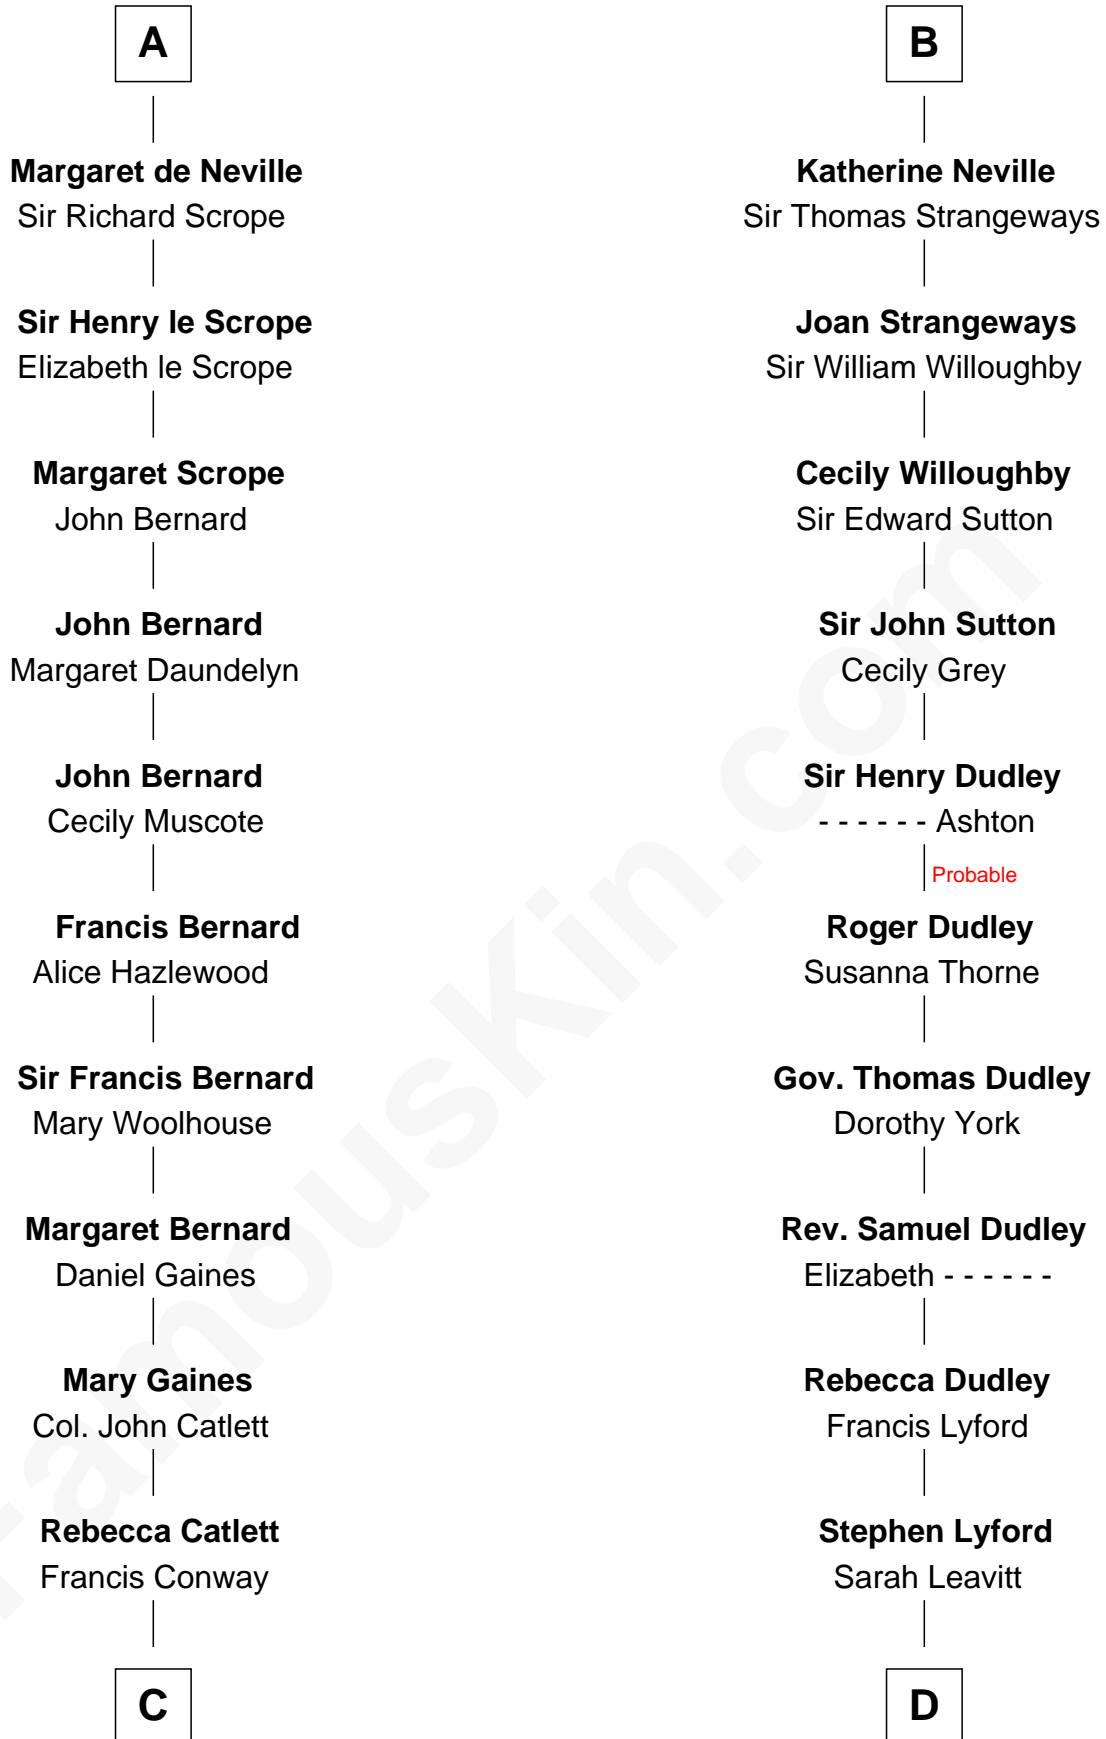 A
Margaret de Neville
Sir Richard Scrope
Sir Henry le Scrope
Elizabeth le Scrope
Margaret Scrope
John Bernard
John Bernard
Margaret Daundelyn
John Bernard
Cecily Muscote
Francis Bernard
Alice Hazlewood
Sir Francis Bernard
Mary Woolhouse
Margaret Bernard
Daniel Gaines
Mary Gaines
Col. John Catlett
Rebecca Catlett
Francis Conway
C
B
Katherine Neville
Sir Thomas Strangeways
Joan Strangeways
Sir William Willoughby
Cecily Willoughby
Sir Edward Sutton
Sir John Sutton
Cecily Grey
Sir Henry Dudley
- - - - - - Ashton
Probable
Roger Dudley
Susanna Thorne
Gov. Thomas Dudley
Dorothy York
Rev. Samuel Dudley
Elizabeth - - - - - -
Rebecca Dudley
Francis Lyford
Stephen Lyford
Sarah Leavitt
D
FamousKin.com